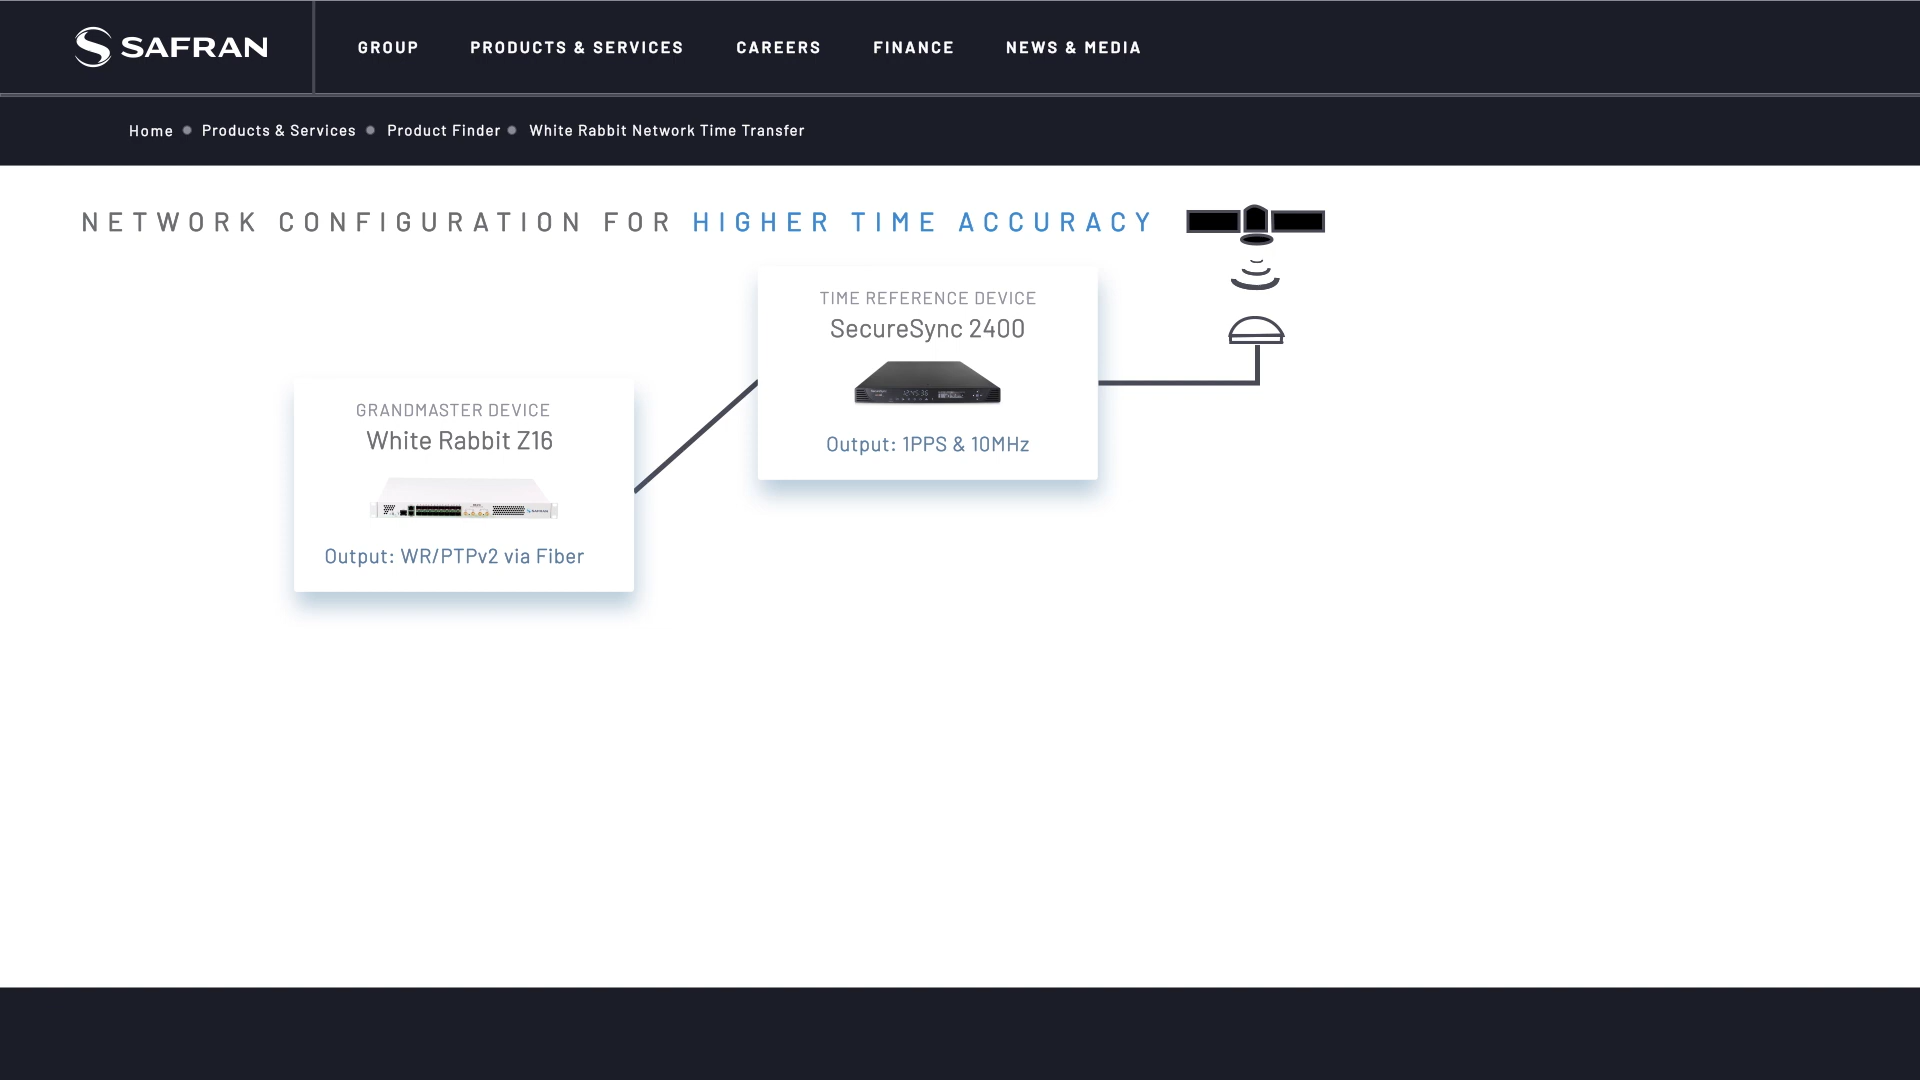 SAFRAN
GROUP
PRODUCTS & SERVICES
CAREERS
FINANCE
NEWS & MEDIA
Home
Products & Services
Product Finder
White Rabbit Network Time Transfer
NETWORK CONFIGURATION FOR HIGHER TIME ACCURACY
TIME REFERENCE DEVICE
SecureSync 2400
Output: 1PPS & 10MHz
GRANDMASTER DEVICE
White Rabbit Z16
SAFRAN
Output: WR/PTPv2 via Fiber